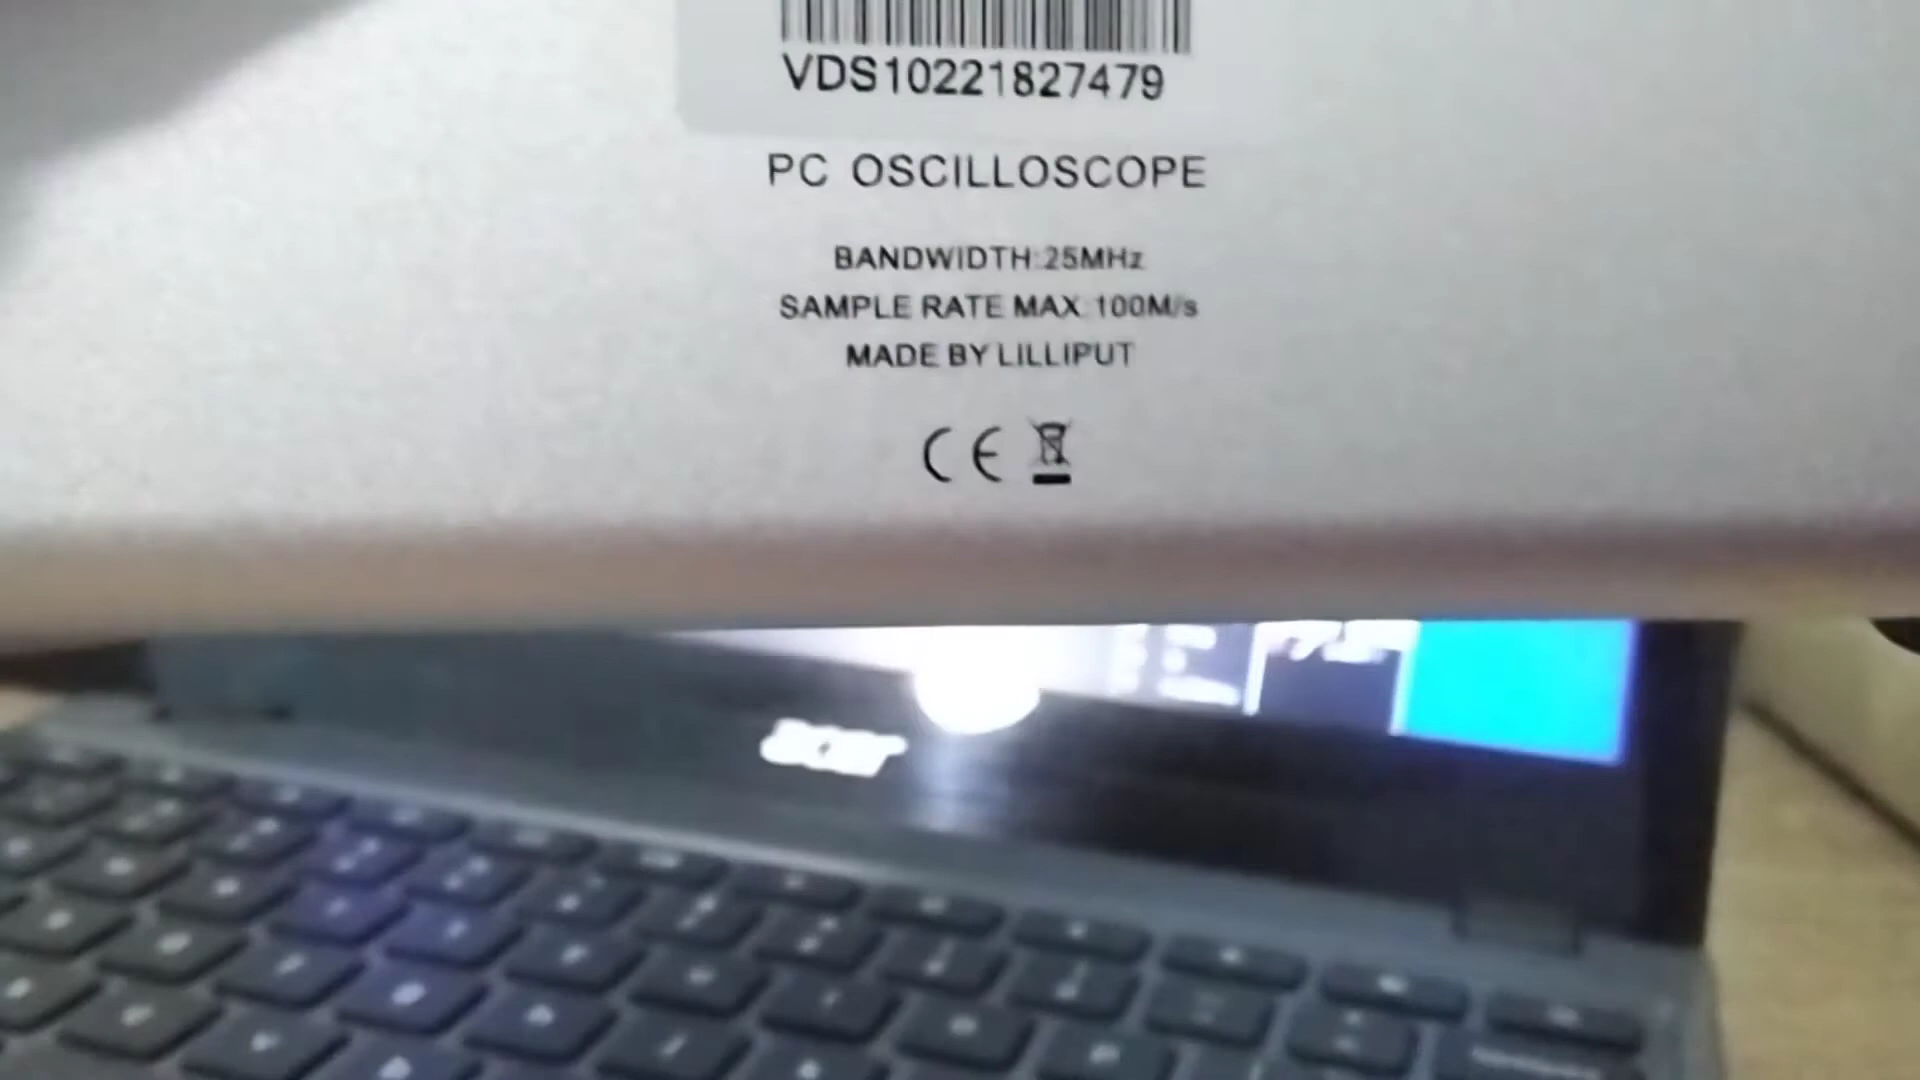 VDS10221827479
PC OSCILLOSCOPE
BANDWIDTH:25MHz
SAMPLE RATE MAX:100M/s
MADE BY LILLIPUT
CE
acer